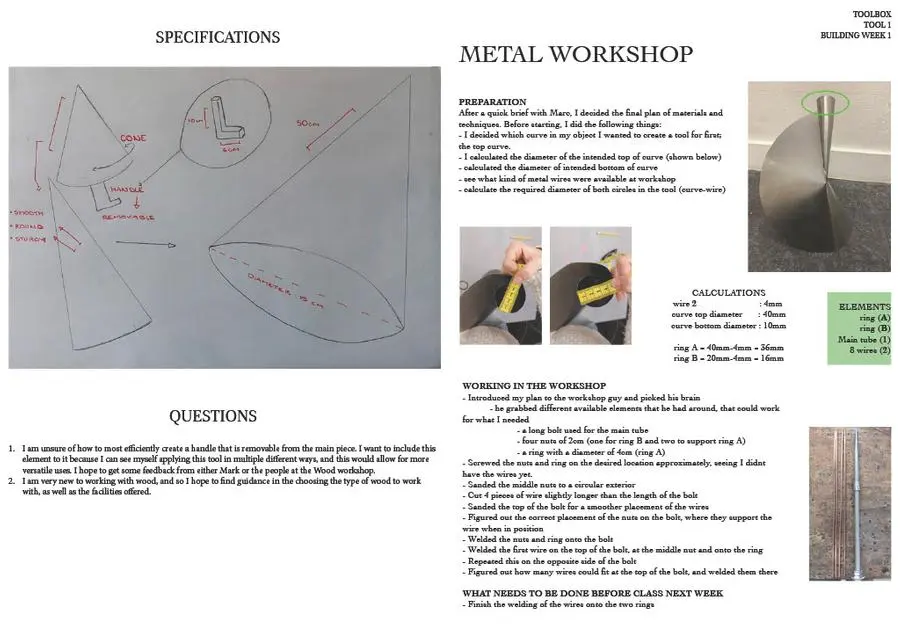 SPECIFICATIONS
CONE
10cm
5cm
50cm
HANDLE
REMOVABLE
• SMOOTH
• ROUND
• STURDY
DIAMETER: 15 CM
QUESTIONS
1. I am unsure of how to most efficiently create a handle that is removable from the main piece. I want to include this
element to it because I can see myself applying this tool in multiple different ways, and this would allow for more
versatile uses. I hope to get some feedback from either Mark or the people at the Wood workshop.
2. I am very new to working with wood, and so I hope to find guidance in the choosing the type of wood to work
with, as well as the facilities offered.
TOOLBOX
TOOL 1
BUILDING WEEK 1
METAL WORKSHOP
PREPARATION
After a quick brief with Marc, I decided the final plan of materials and
techniques. Before starting, I did the following things:
- I decided which curve in my object I wanted to create a tool for first;
the top curve.
- I calculated the diameter of the intended top of curve (shown below)
- calculated the diameter of intended bottom of curve
- see what kind of metal wires were available at workshop
- calculate the required diameter of both circles in the tool (curve-wire)
CALCULATIONS
wire 2 : 4mm
curve top diameter : 40mm
curve bottom diameter : 10mm
ring A = 40mm-4mm = 36mm
ring B = 20mm-4mm = 16mm
ELEMENTS
ring (A)
ring (B)
Main tube (1)
8 wires (2)
WORKING IN THE WORKSHOP
- Introduced my plan to the workshop guy and picked his brain
- he grabbed different available elements that he had around, that could work
for what I needed
- a long bolt used for the main tube
- four nuts of 2cm (one for ring B and two to support ring A)
- a ring with a diameter of 4cm (ring A)
- Screwed the nuts and ring on the desired location approximately, seeing I didnt
have the wires yet.
- Sanded the middle nuts to a circular exterior
- Cut 4 pieces of wire slightly longer than the length of the bolt
- Sanded the top of the bolt for a smoother placement of the wires
- Figured out the correct placement of the nuts on the bolt, where they support the
wire when in position
- Welded the nuts and ring onto the bolt
- Welded the first wire on the top of the bolt, at the middle nut and onto the ring
- Repeated this on the opposite side of the bolt
- Figured out how many wires could fit at the top of the bolt, and welded them there
WHAT NEEDS TO BE DONE BEFORE CLASS NEXT WEEK
- Finish the welding of the wires onto the two rings